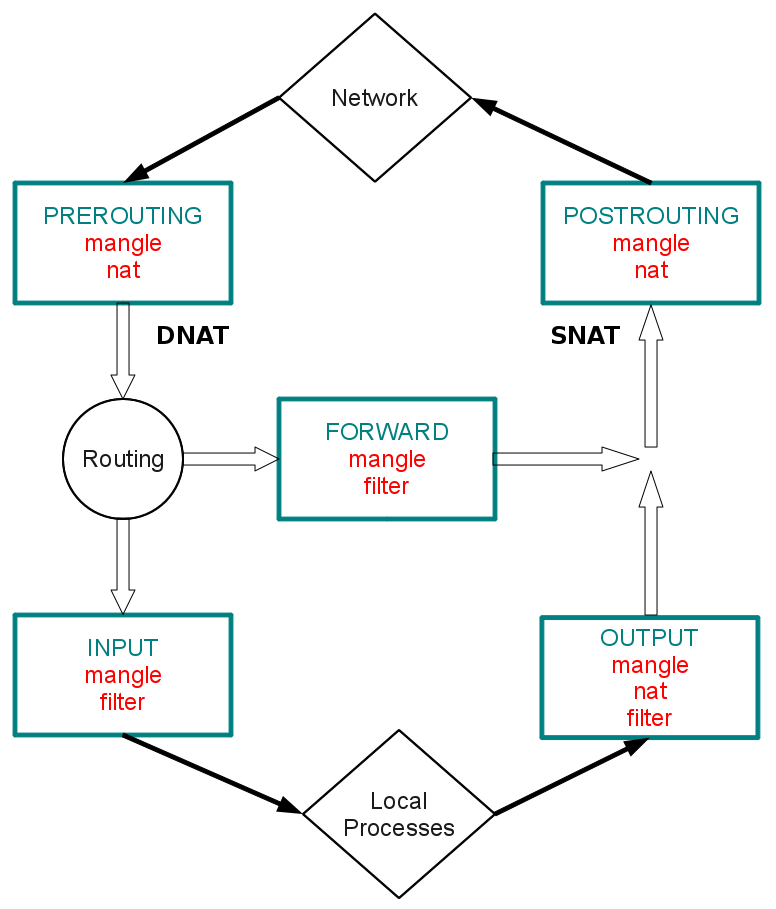 Network
PREROUTING
mangle
nat
POSTROUTING
mangle
nat
DNAT
SNAT
Routing
FORWARD
mangle
filter
INPUT
mangle
filter
OUTPUT
mangle
nat
filter
Local
Processes